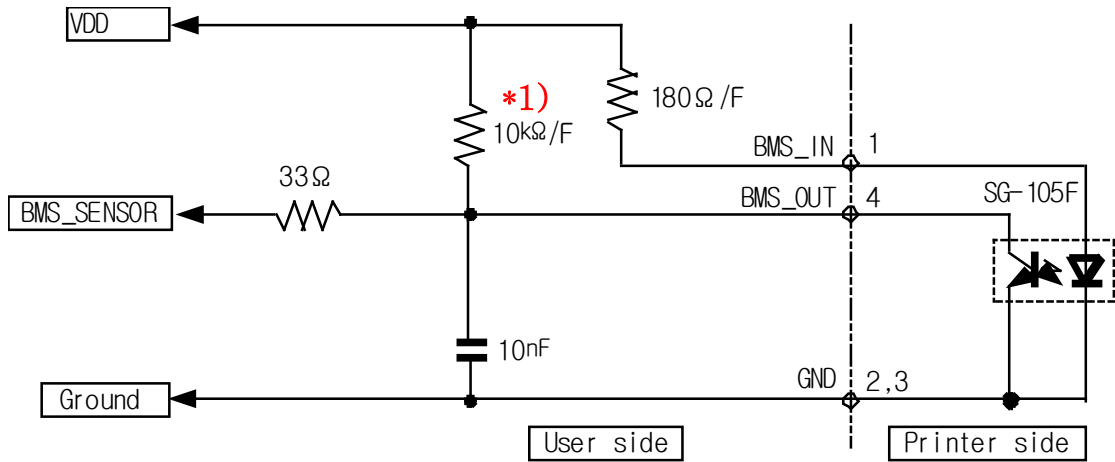 VDD
*1)
10kΩ/F
180Ω/F
BMS_IN 1
33Ω
BMS_SENSOR
BMS_OUT 4
SG-105F
10nF
Ground
GND 2,3
User side
Printer side